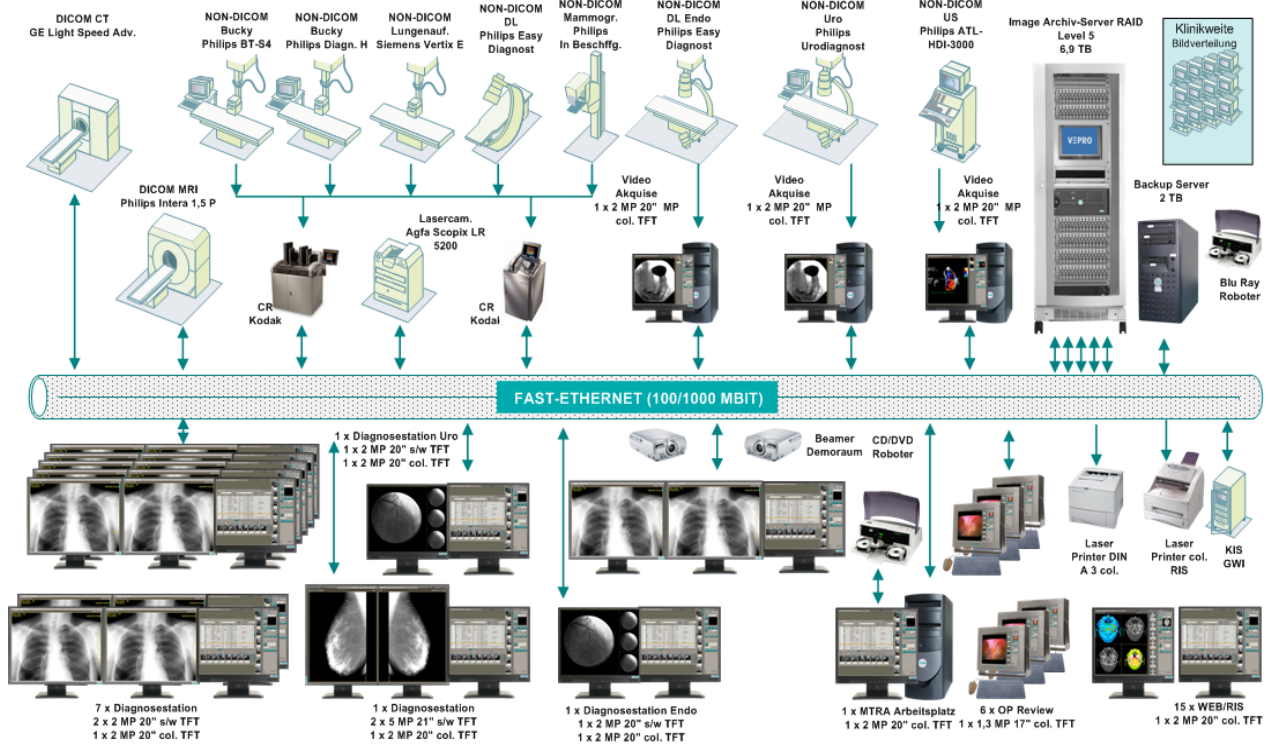 DICOM CT
GE Light Speed Adv.
NON-DICOM
Bucky
Philips BT-S4
NON-DICOM
Bucky
Philips Diagn. H
NON-DICOM
Lungenauf.
Siemens Vertix E
NON-DICOM
DL
Philips Easy
Diagnost
NON-DICOM
Mammogr.
Philips
In Beschffg.
NON-DICOM
DL Endo
Philips Easy
Diagnost
NON-DICOM
Uro
Philips
Urodiagnost
NON-DICOM
US
Philips ATL-
HDI-3000
Image Archiv-Server RAID
Level 5
6,9 TB
Klinikweite
Bildverteilung
VEPRO
DICOM MRI
Philips Intera 1,5 P
Lasercam.
Agfa Scopix LR
5200
CR
Kodak
CR
Kodak
Video
Akquise
1 x 2 MP 20" MP
col. TFT
Video
Akquise
1 x 2 MP 20" MP
col. TFT
Video
Akquise
1 x 2 MP 20" MP
col. TFT
Backup Server
2 TB
Blu Ray
Roboter
FAST-ETHERNET (100/1000 MBIT)
1 x Diagnosestation Uro
1 x 2 MP 20" s/w TFT
1 x 2 MP 20" col. TFT
Beamer
Demoraum
CD/DVD
Roboter
Laser
Printer DIN
A 3 col.
Laser
Printer col.
RIS
KIS
GWI
7 x Diagnosestation
2 x 2 MP 20" s/w TFT
1 x 2 MP 20" col. TFT
1 x Diagnosestation
2 x 5 MP 21" s/w TFT
1 x 2 MP 20" col. TFT
1 x Diagnosestation Endo
1 x 2 MP 20" s/w TFT
1 x 2 MP 20" col. TFT
1 x MTRA Arbeitsplatz
1 x 2 MP 20" col. TFT
6 x OP Review
1 x 1,3 MP 17" col. TFT
15 x WEB/RIS
1 x 2 MP 20" col. TFT